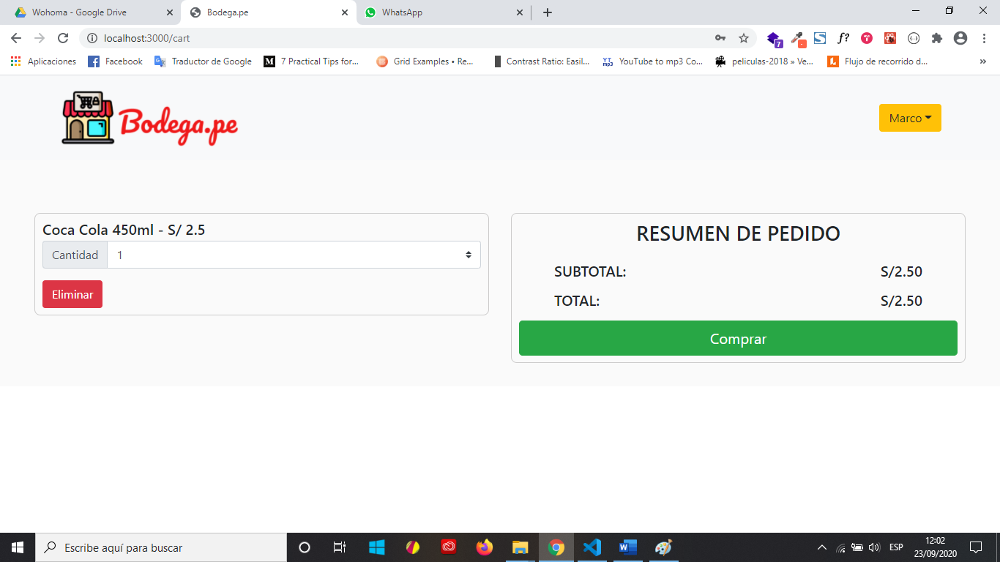 Wohoma - Google Drive
Bodega.pe
WhatsApp
localhost:3000/cart
f?
7
Aplicaciones
Facebook
Traductor de Google
7 Practical Tips for...
Grid Examples • Re...
Contrast Ratio: Easil...
YouTube to mp3 Co...
peliculas-2018 » Ve...
Flujo de recorrido d...
»
Bodega.pe
Marco
Coca Cola 450ml - S/ 2.5
Cantidad 1
Eliminar
RESUMEN DE PEDIDO
SUBTOTAL: S/2.50
TOTAL: S/2.50
Comprar
Escribe aquí para buscar
ESP
12:02
23/09/2020